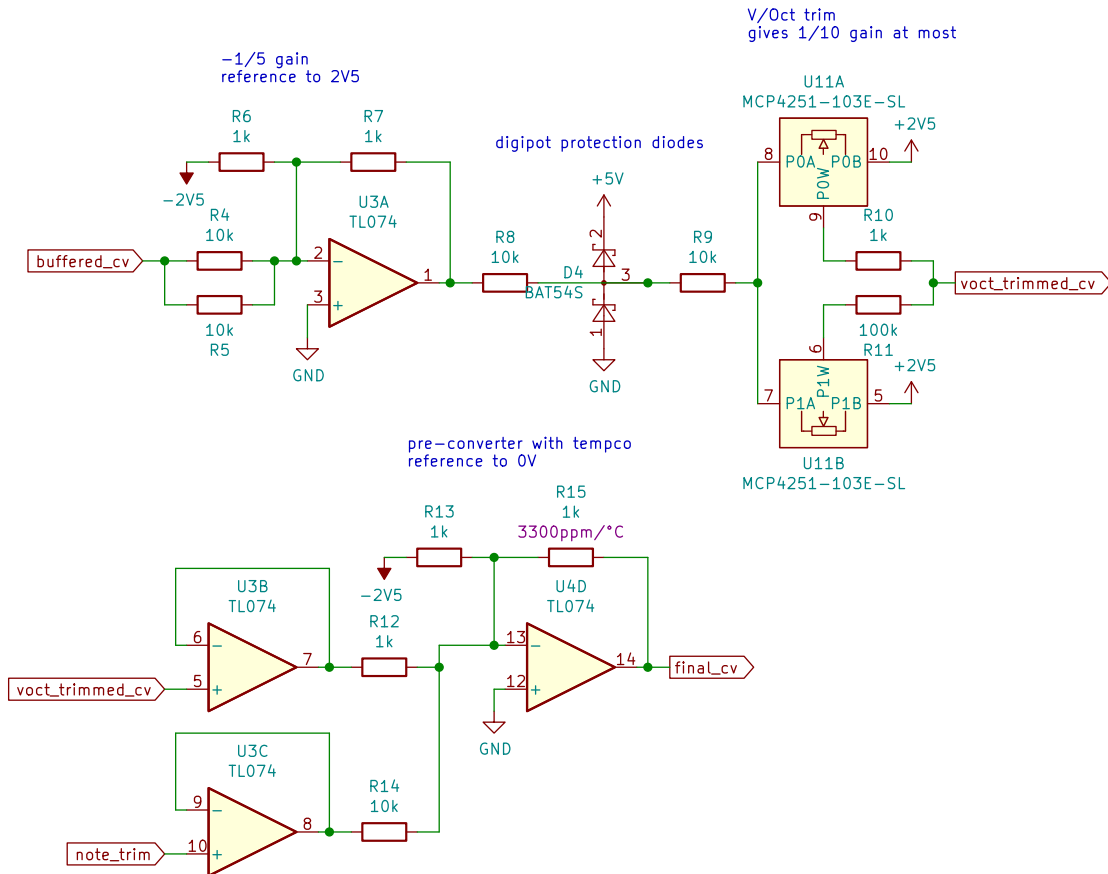 V/Oct trim
gives 1/10 gain at most
-1/5 gain
reference to 2V5
U11A
MCP4251-103E-SL
R6
1k
R7
1k
+2V5
digipot protection diodes
8
P0A
P0B
10
P0W
9
-2V5
+5V
U3A
TL074
R4
10k
buffered_cv
2
1
3
R8
10k
2
D4
BAT54S
3
1
R9
10k
R10
1k
voct_trimmed_cv
10k
R5
100k
R11
GND
GND
6
+2V5
P1W
7
P1A
P1B
5
pre-converter with tempco
reference to 0V
U11B
MCP4251-103E-SL
R15
1k
3300ppm/°C
R13
1k
-2V5
U3B
TL074
U4D
TL074
R12
1k
6
7
5
13
14
12
final_cv
voct_trimmed_cv
GND
U3C
TL074
R14
10k
9
8
10
note_trim